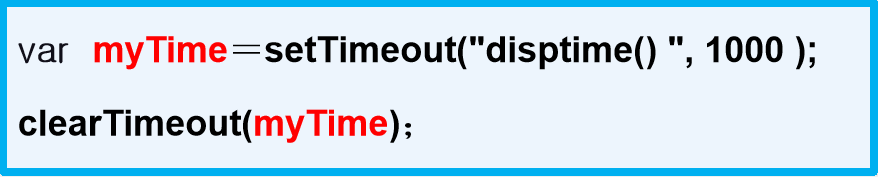 var myTime＝setTimeout("disptime() ", 1000 );
clearTimeout(myTime)；